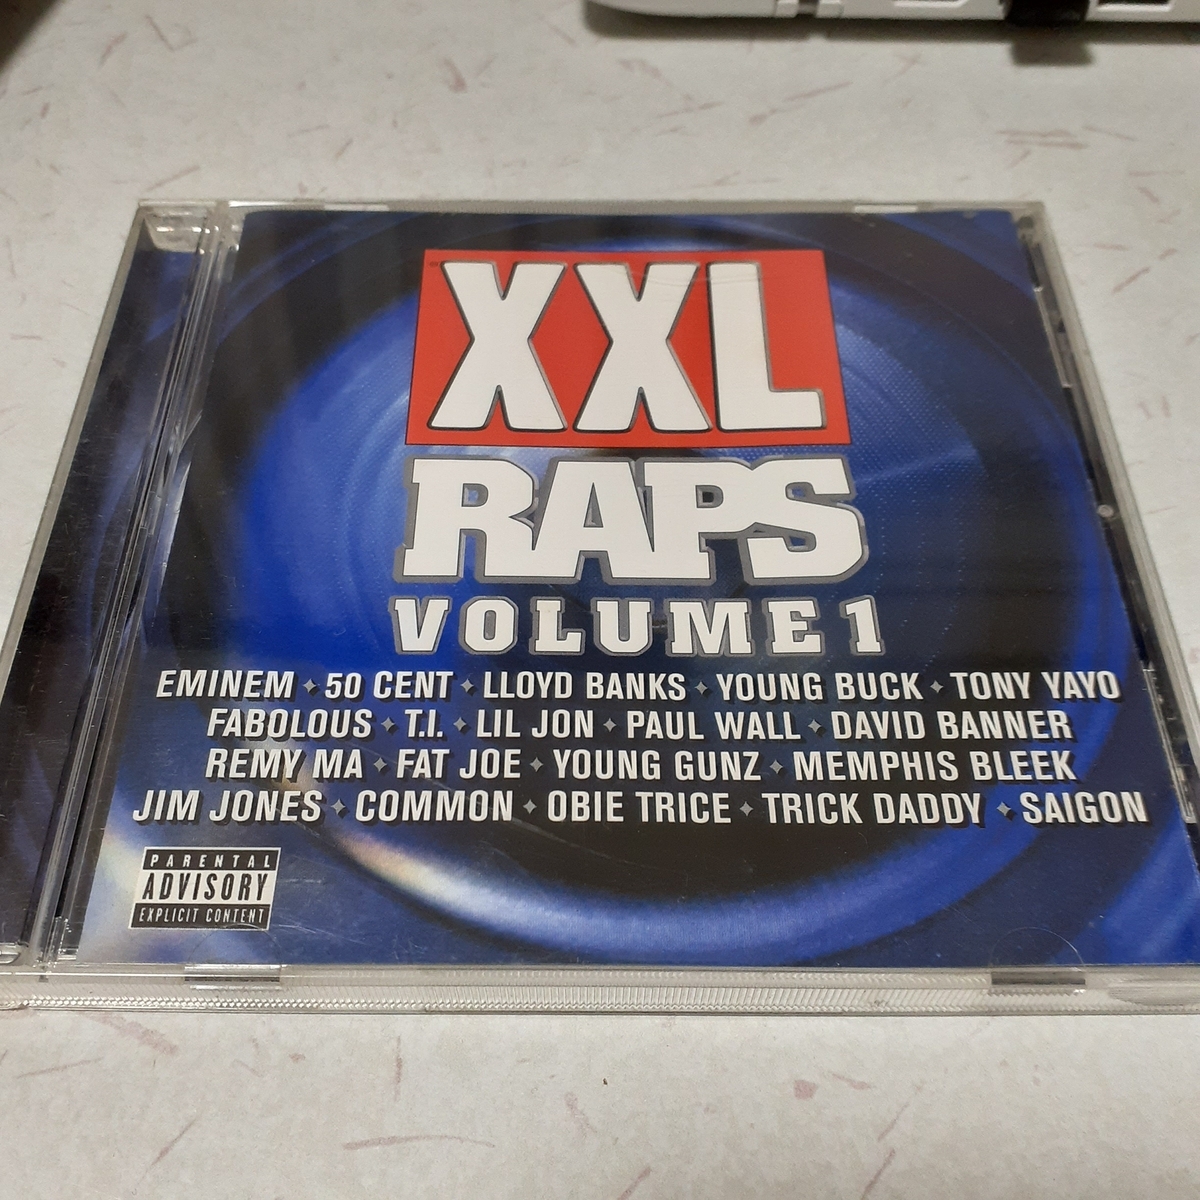 XXL
RAPS
VOLUME 1
EMINEM ✦ 50 CENT ✦ LLOYD BANKS ✦ YOUNG BUCK ✦ TONY YAYO
FABOLOUS ✦ T.I. ✦ LIL JON ✦ PAUL WALL ✦ DAVID BANNER
REMY MA ✦ FAT JOE ✦ YOUNG GUNZ ✦ MEMPHIS BLEEK
JIM JONES ✦ COMMON ✦ OBIE TRICE ✦ TRICK DADDY ✦ SAIGON
PARENTAL
ADVISORY
EXPLICIT CONTENT